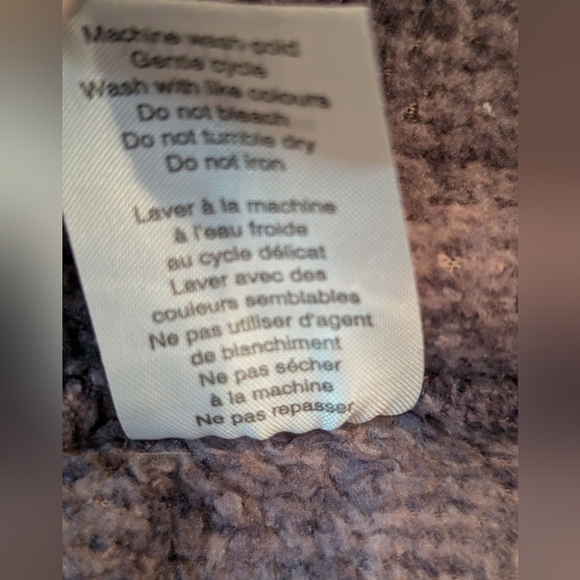 Machine wash cold
Gentle cycle
Wash with like colours
Do not bleach
Do not tumble dry
Do not iron
Laver à la machine
à l'eau froide
au cycle délicat
Laver avec des
couleurs semblables
Ne pas utiliser d'agent
de blanchiment
Ne pas sécher
à la machine
Ne pas repasser